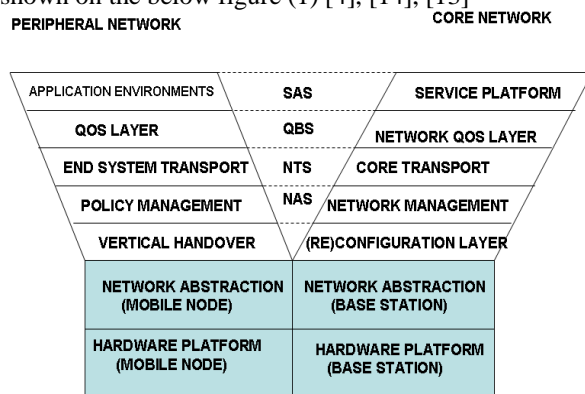 shown on the below figure (1) [4], [14], [15]
PERIPHERAL NETWORK CORE NETWORK
APPLICATION ENVIRONMENTS SAS SERVICE PLATFORM
QOS LAYER QBS NETWORK QOS LAYER
END SYSTEM TRANSPORT NTS CORE TRANSPORT
POLICY MANAGEMENT NAS NETWORK MANAGEMENT
VERTICAL HANDOVER (RE)CONFIGURATION LAYER
NETWORK ABSTRACTION
(MOBILE NODE)
NETWORK ABSTRACTION
(BASE STATION)
HARDWARE PLATFORM
(MOBILE NODE)
HARDWARE PLATFORM
(BASE STATION)